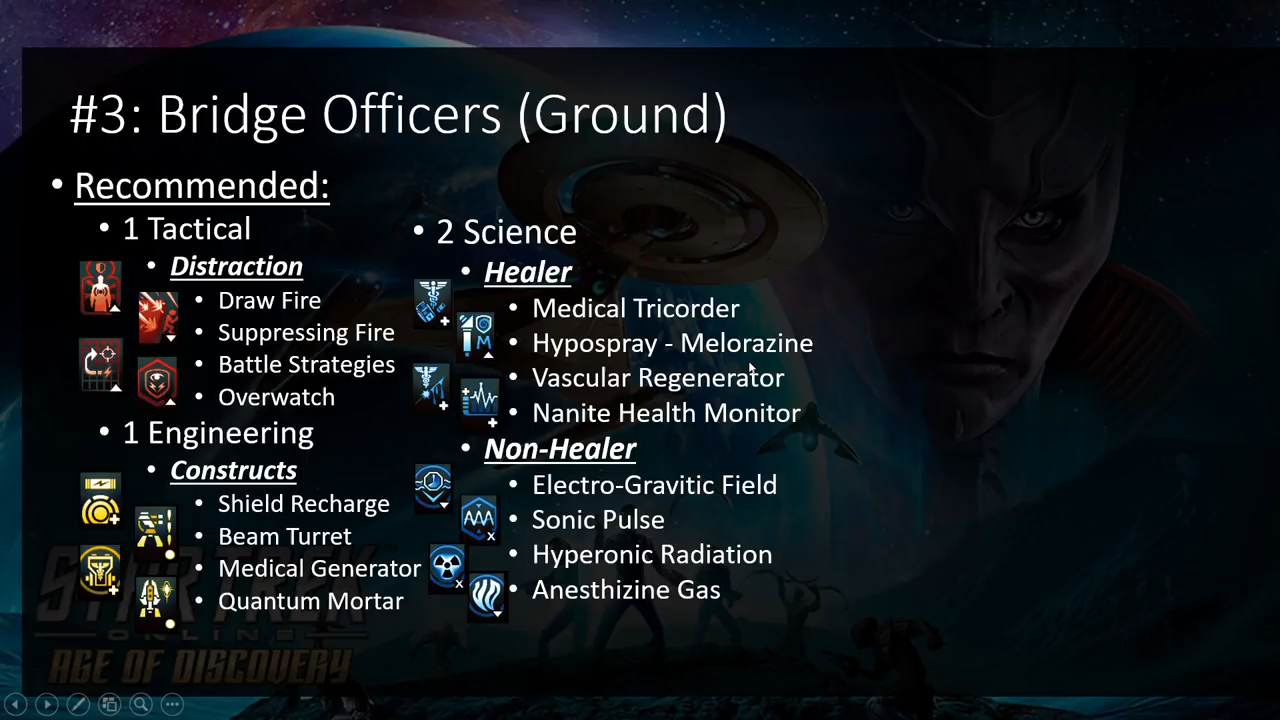 #3: Bridge Officers (Ground)
• Recommended:
• 1 Tactical
• Distraction
• Draw Fire
• Suppressing Fire
• Battle Strategies
• Overwatch
• 1 Engineering
• Constructs
• Shield Recharge
• Beam Turret
• Medical Generator
• Quantum Mortar
• 2 Science
• Healer
• Medical Tricorder
• Hypospray - Melorazine
• Vascular Regenerator
• Nanite Health Monitor
• Non-Healer
• Electro-Gravitic Field
• Sonic Pulse
• Hyperonic Radiation
• Anesthizine Gas
STAR TREK
ONLINE
AGE OF DISCOVERY